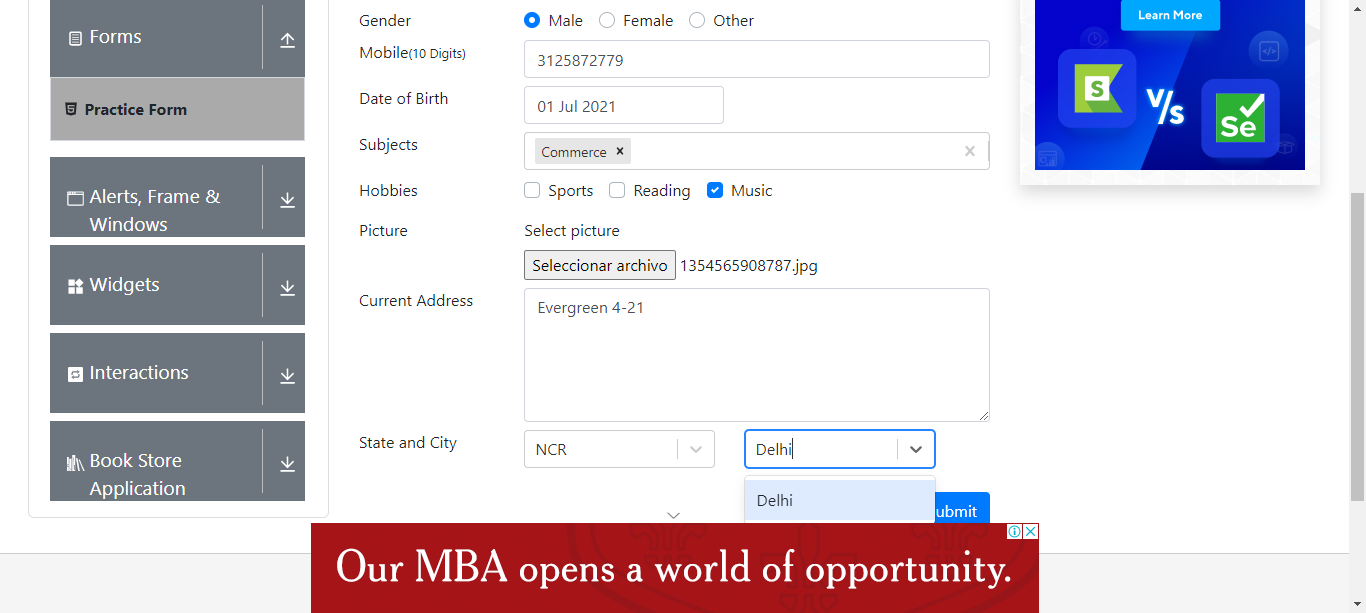 Forms
Practice Form
Alerts, Frame &
Windows
Widgets
Interactions
Book Store
Application
Gender
Male
Female
Other
Mobile(10 Digits)
3125872779
Date of Birth
01 Jul 2021
Subjects
Commerce ×
×
Hobbies
Sports
Reading
Music
Picture
Select picture
Seleccionar archivo 1354565908787.jpg
Current Address
Evergreen 4-21
State and City
NCR
Delhi
Delhi
ubmit
Learn More
S
V/s
Se
Our MBA opens a world of opportunity.